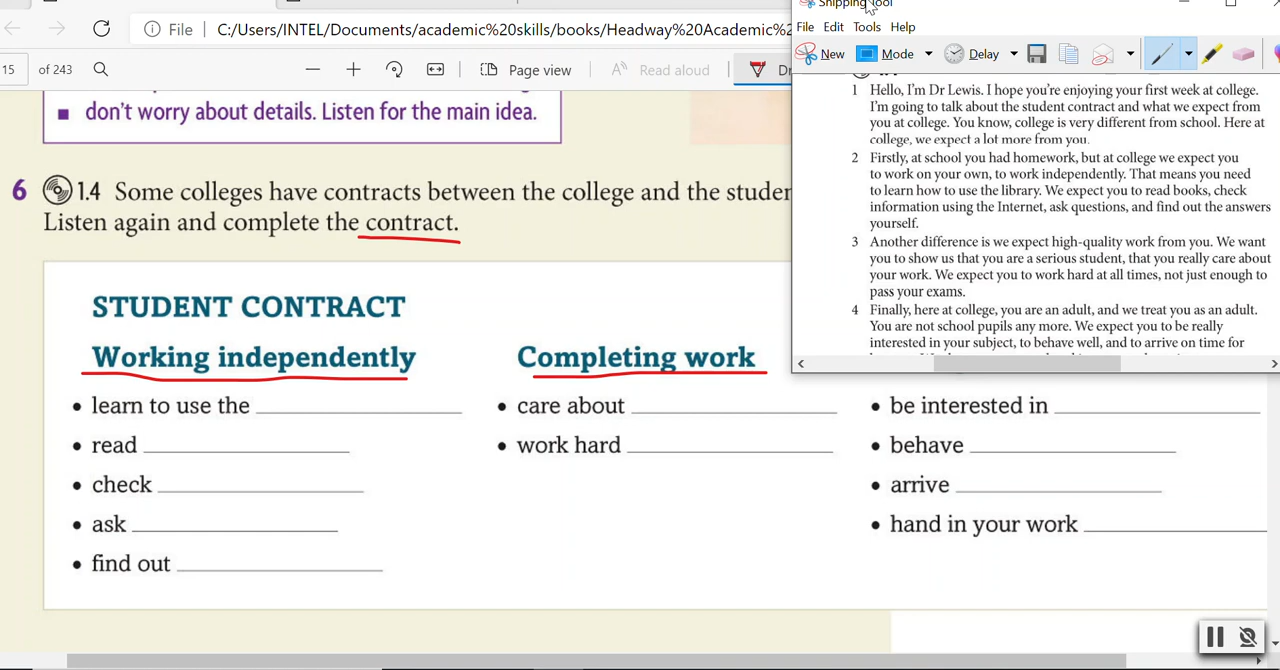 File
C:/Users/INTEL/Documents/academic%20skills/books/Headway%20Academic%2
15 of 243
Page view
Read aloud
Snipping Tool
File Edit Tools Help
New Mode Delay
don't worry about details. Listen for the main idea.
6 1.4 Some colleges have contracts between the college and the
Listen again and complete the contract.
STUDENT CONTRACT
Working independently
• learn to use the
• read
• check
• ask
• find out
Completing work
• care about
• work hard
• be interested in
• behave
• arrive
• hand in your work
1 Hello, I'm Dr Lewis. I hope you're enjoying your first week at college.
I'm going to talk about the student contract and what we expect from
you at college. You know, college is very different from school. Here at
college, we expect a lot more from you.
2 Firstly, at school you had homework, but at college we expect you
to work on your own, to work independently. That means you need
to learn how to use the library. We expect you to read books, check
information using the Internet, ask questions, and find out the answers
yourself.
3 Another difference is we expect high-quality work from you. We want
you to show us that you are a serious student, that you really care about
your work. We expect you to work hard at all times, not just enough to
pass your exams.
4 Finally, here at college, you are an adult, and we treat you as an adult.
You are not school pupils any more. We expect you to be really
interested in your subject, to behave well, and to arrive on time for